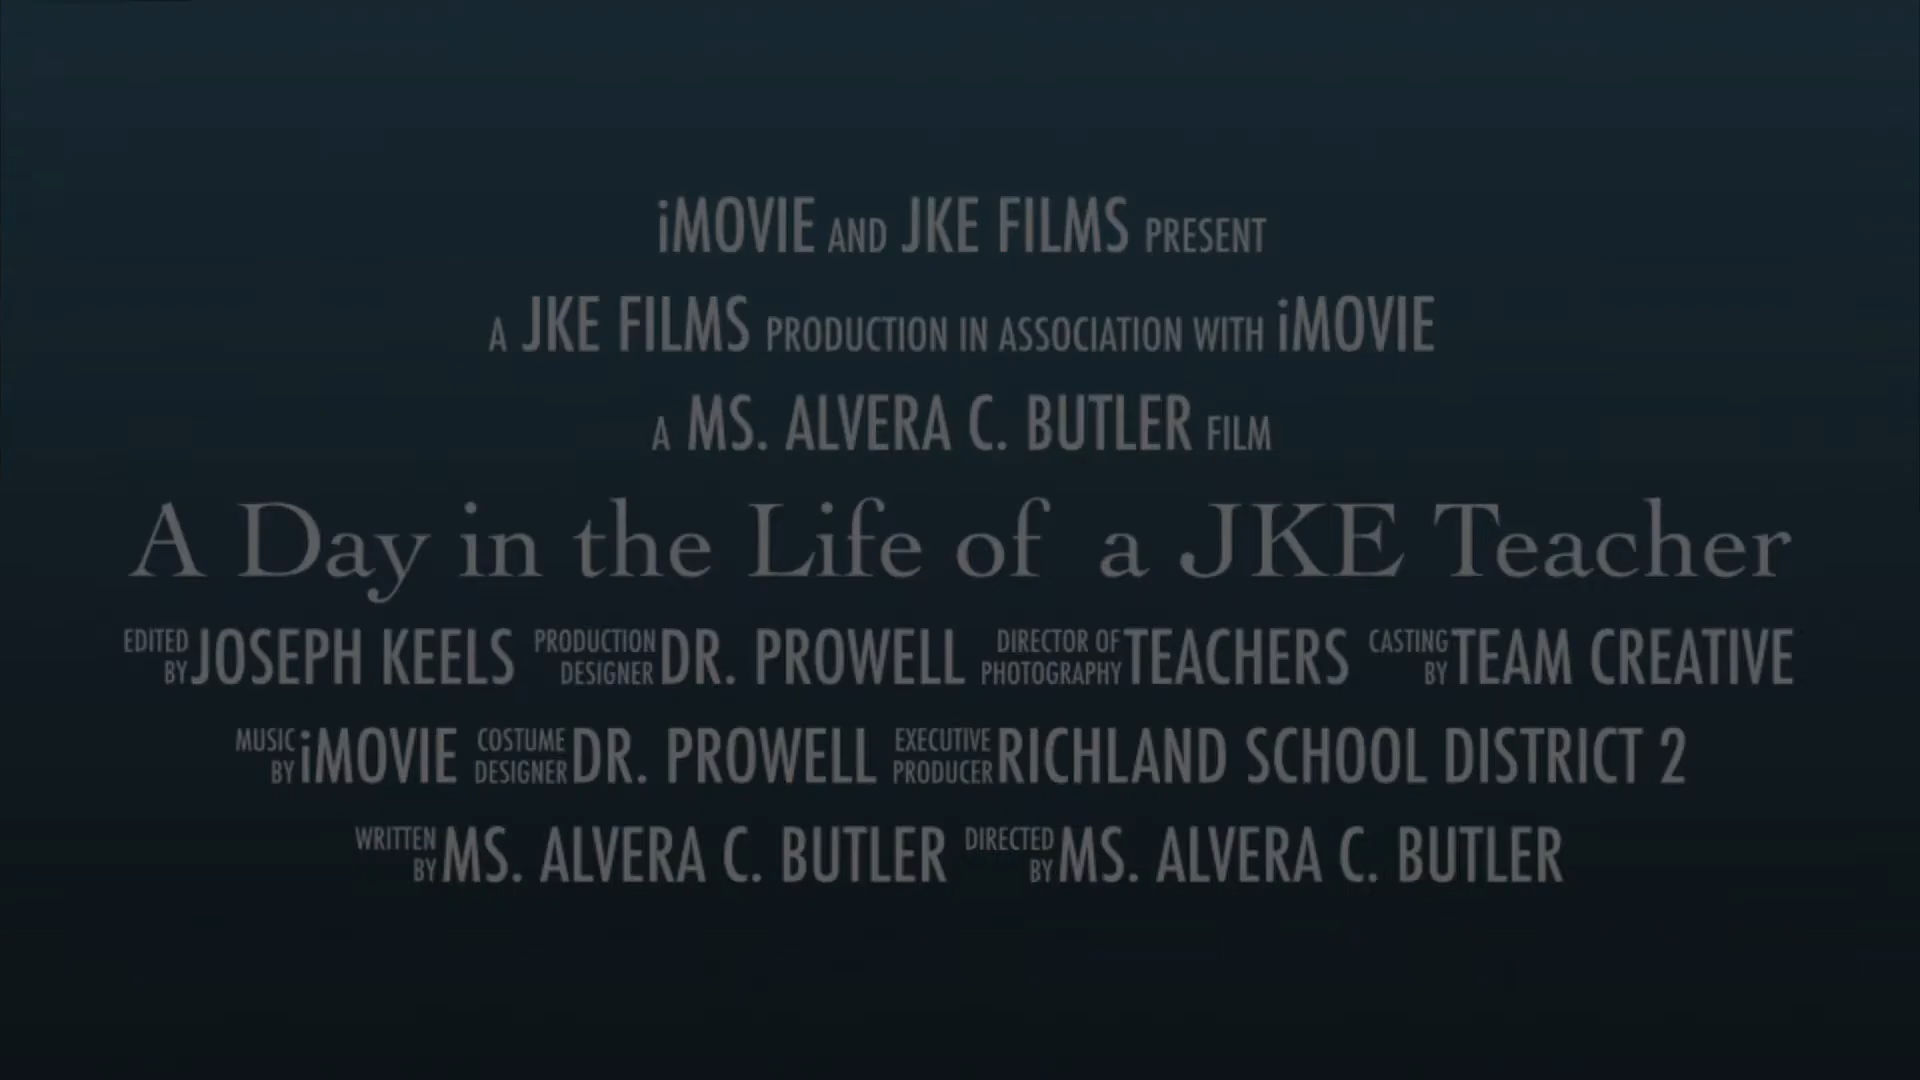 iMOVIE AND JKE FILMS PRESENT
A JKE FILMS PRODUCTION IN ASSOCIATION WITH iMOVIE
A MS. ALVERA C. BUTLER FILM
A Day in the Life of a JKE Teacher
EDITED BY JOSEPH KEELS PRODUCTION DESIGNER DR. PROWELL DIRECTOR OF PHOTOGRAPHY TEACHERS CASTING BY TEAM CREATIVE
MUSIC BY iMOVIE COSTUME DESIGNER DR. PROWELL EXECUTIVE PRODUCER RICHLAND SCHOOL DISTRICT 2
WRITTEN BY MS. ALVERA C. BUTLER DIRECTED BY MS. ALVERA C. BUTLER